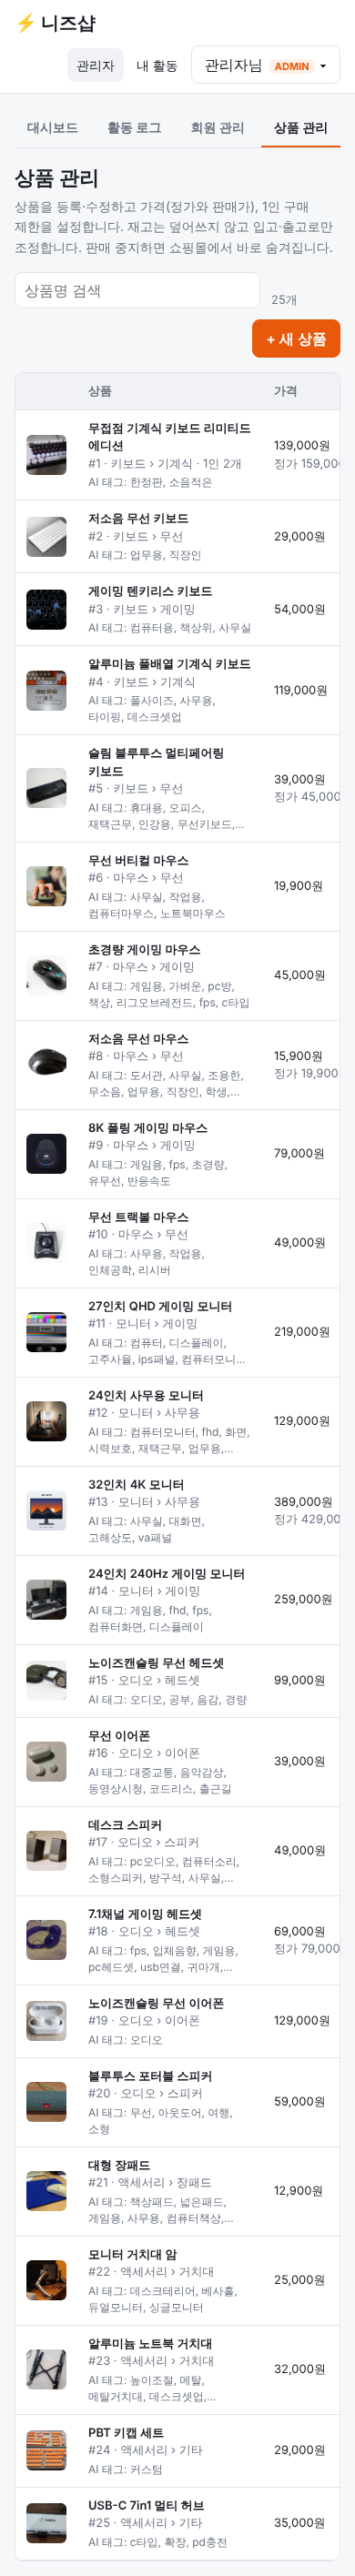 ⚡ 니즈샵
관리자 내 활동 관리자님 ADMIN
대시보드 활동 로그 회원 관리 상품 관리
상품 관리
상품을 등록·수정하고 가격(정가와 판매가), 1인 구매
제한을 설정합니다. 재고는 덮어쓰지 않고 입고·출고로만
조정합니다. 판매 중지하면 쇼핑몰에서 바로 숨겨집니다.
상품명 검색 25개
+ 새 상품
상품 가격
무접점 기계식 키보드 리미티드
에디션
#1 · 키보드 › 기계식 · 1인 2개
AI 태그: 한정판, 소음적은
139,000원
정가 159,00
저소음 무선 키보드
#2 · 키보드 › 무선
AI 태그: 업무용, 직장인
29,000원
게이밍 텐키리스 키보드
#3 · 키보드 › 게이밍
AI 태그: 컴퓨터용, 책상위, 사무실
54,000원
알루미늄 풀배열 기계식 키보드
#4 · 키보드 › 기계식
AI 태그: 풀사이즈, 사무용,
타이핑, 데스크셋업
119,000원
슬림 블루투스 멀티페어링
키보드
#5 · 키보드 › 무선
AI 태그: 휴대용, 오피스,
재택근무, 인강용, 무선키보드,...
39,000원
정가 45,000
무선 버티컬 마우스
#6 · 마우스 › 무선
AI 태그: 사무실, 작업용,
컴퓨터마우스, 노트북마우스
19,900원
초경량 게이밍 마우스
#7 · 마우스 › 게이밍
AI 태그: 게임용, 가벼운, pc방,
책상, 리그오브레전드, fps, c타입
45,000원
저소음 무선 마우스
#8 · 마우스 › 무선
AI 태그: 도서관, 사무실, 조용한,
무소음, 업무용, 직장인, 학생,...
15,900원
정가 19,900
8K 폴링 게이밍 마우스
#9 · 마우스 › 게이밍
AI 태그: 게임용, fps, 초경량,
유무선, 반응속도
79,000원
무선 트랙볼 마우스
#10 · 마우스 › 무선
AI 태그: 사무용, 작업용,
인체공학, 리시버
49,000원
27인치 QHD 게이밍 모니터
#11 · 모니터 › 게이밍
AI 태그: 컴퓨터, 디스플레이,
고주사율, ips패널, 컴퓨터모니...
219,000원
24인치 사무용 모니터
#12 · 모니터 › 사무용
AI 태그: 컴퓨터모니터, fhd, 화면,
시력보호, 재택근무, 업무용,...
129,000원
32인치 4K 모니터
#13 · 모니터 › 사무용
AI 태그: 사무실, 대화면,
고해상도, va패널
389,000원
정가 429,00
24인치 240Hz 게이밍 모니터
#14 · 모니터 › 게이밍
AI 태그: 게임용, fhd, fps,
컴퓨터화면, 디스플레이
259,000원
노이즈캔슬링 무선 헤드셋
#15 · 오디오 › 헤드셋
AI 태그: 오디오, 공부, 음감, 경량
99,000원
무선 이어폰
#16 · 오디오 › 이어폰
AI 태그: 대중교통, 음악감상,
동영상시청, 코드리스, 출근길
39,000원
데스크 스피커
#17 · 오디오 › 스피커
AI 태그: pc오디오, 컴퓨터소리,
소형스피커, 방구석, 사무실,...
49,000원
7.1채널 게이밍 헤드셋
#18 · 오디오 › 헤드셋
AI 태그: fps, 입체음향, 게임용,
pc헤드셋, usb연결, 귀마개,...
69,000원
정가 79,000
노이즈캔슬링 무선 이어폰
#19 · 오디오 › 이어폰
AI 태그: 오디오
129,000원
블루투스 포터블 스피커
#20 · 오디오 › 스피커
AI 태그: 무선, 아웃도어, 여행,
소형
59,000원
대형 장패드
#21 · 액세서리 › 장패드
AI 태그: 책상패드, 넓은패드,
게임용, 사무용, 컴퓨터책상,...
12,900원
모니터 거치대 암
#22 · 액세서리 › 거치대
AI 태그: 데스크테리어, 베사홀,
듀얼모니터, 싱글모니터
25,000원
알루미늄 노트북 거치대
#23 · 액세서리 › 거치대
AI 태그: 높이조절, 메탈,
메탈거치대, 데스크셋업,...
32,000원
PBT 키캡 세트
#24 · 액세서리 › 기타
AI 태그: 커스텀
29,000원
USB-C 7in1 멀티 허브
#25 · 액세서리 › 기타
AI 태그: c타입, 확장, pd충전
35,000원